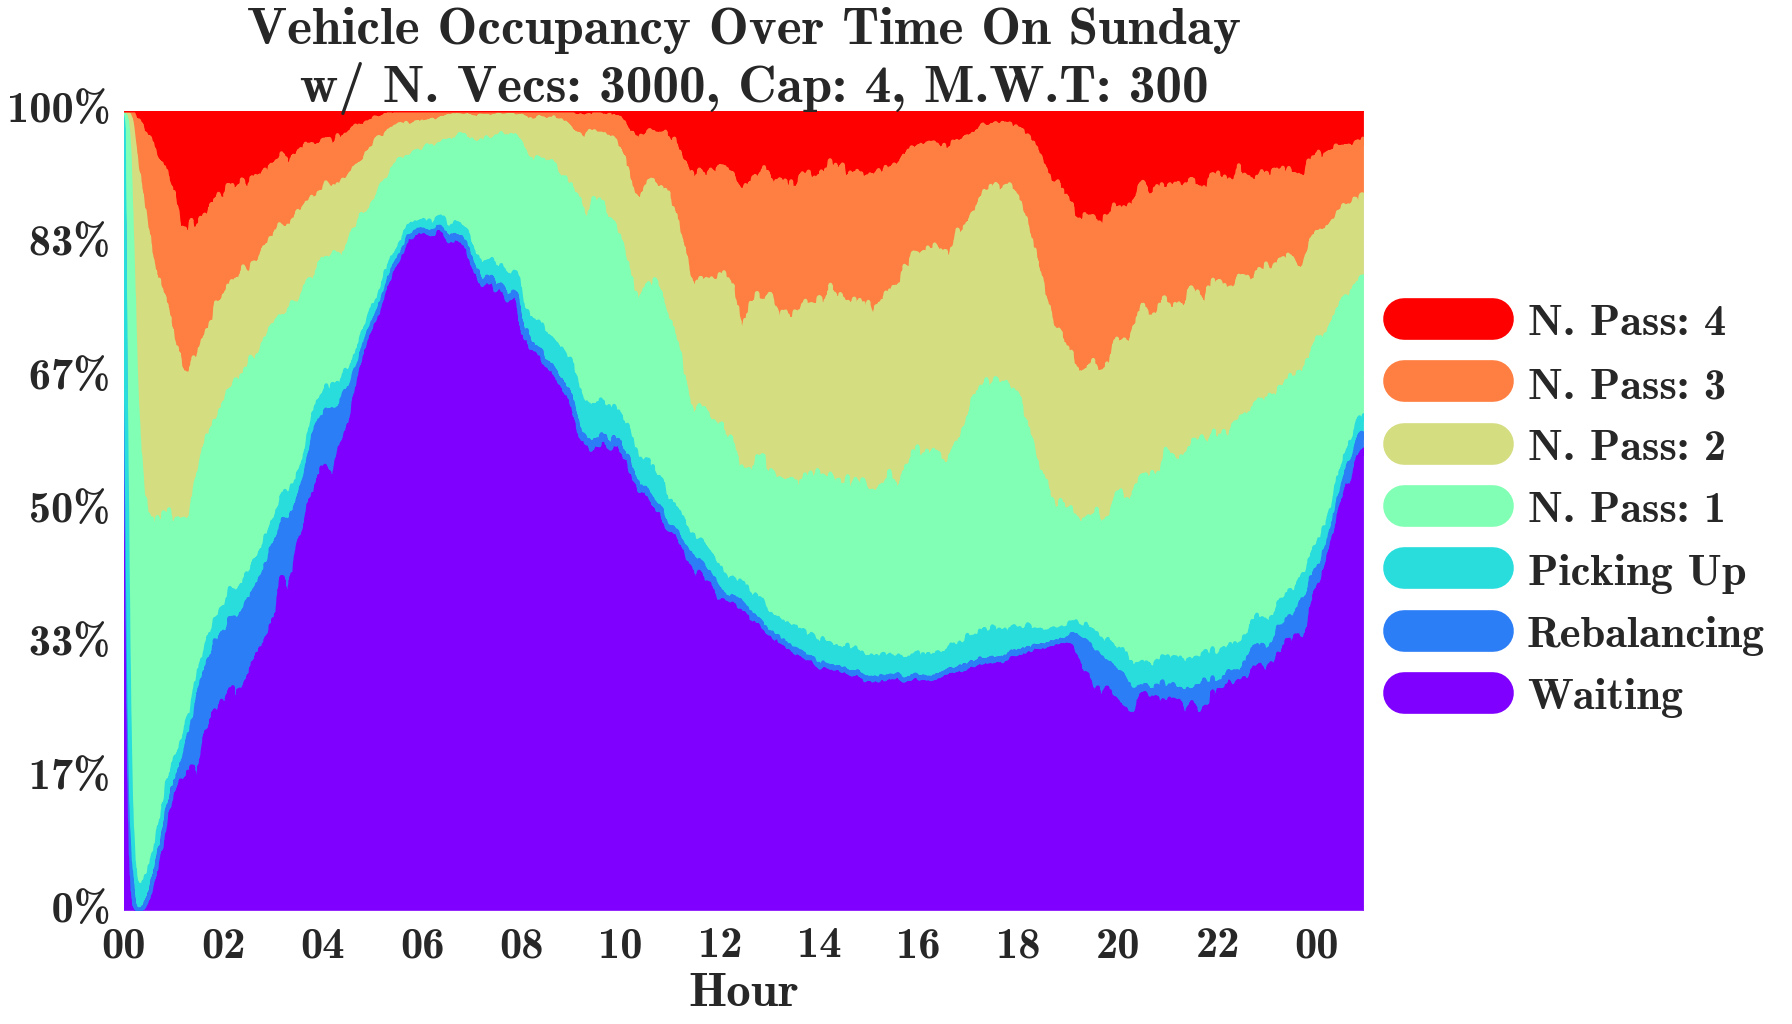 Vehicle Occupancy Over Time On Sunday
w/ N. Vecs: 3000, Cap: 4, M.W.T: 300
100%
83%
67%
50%
33%
17%
0%
00 02 04 06 08 10 12 14 16 18 20 22 00
Hour
N. Pass: 4
N. Pass: 3
N. Pass: 2
N. Pass: 1
Picking Up
Rebalancing
Waiting